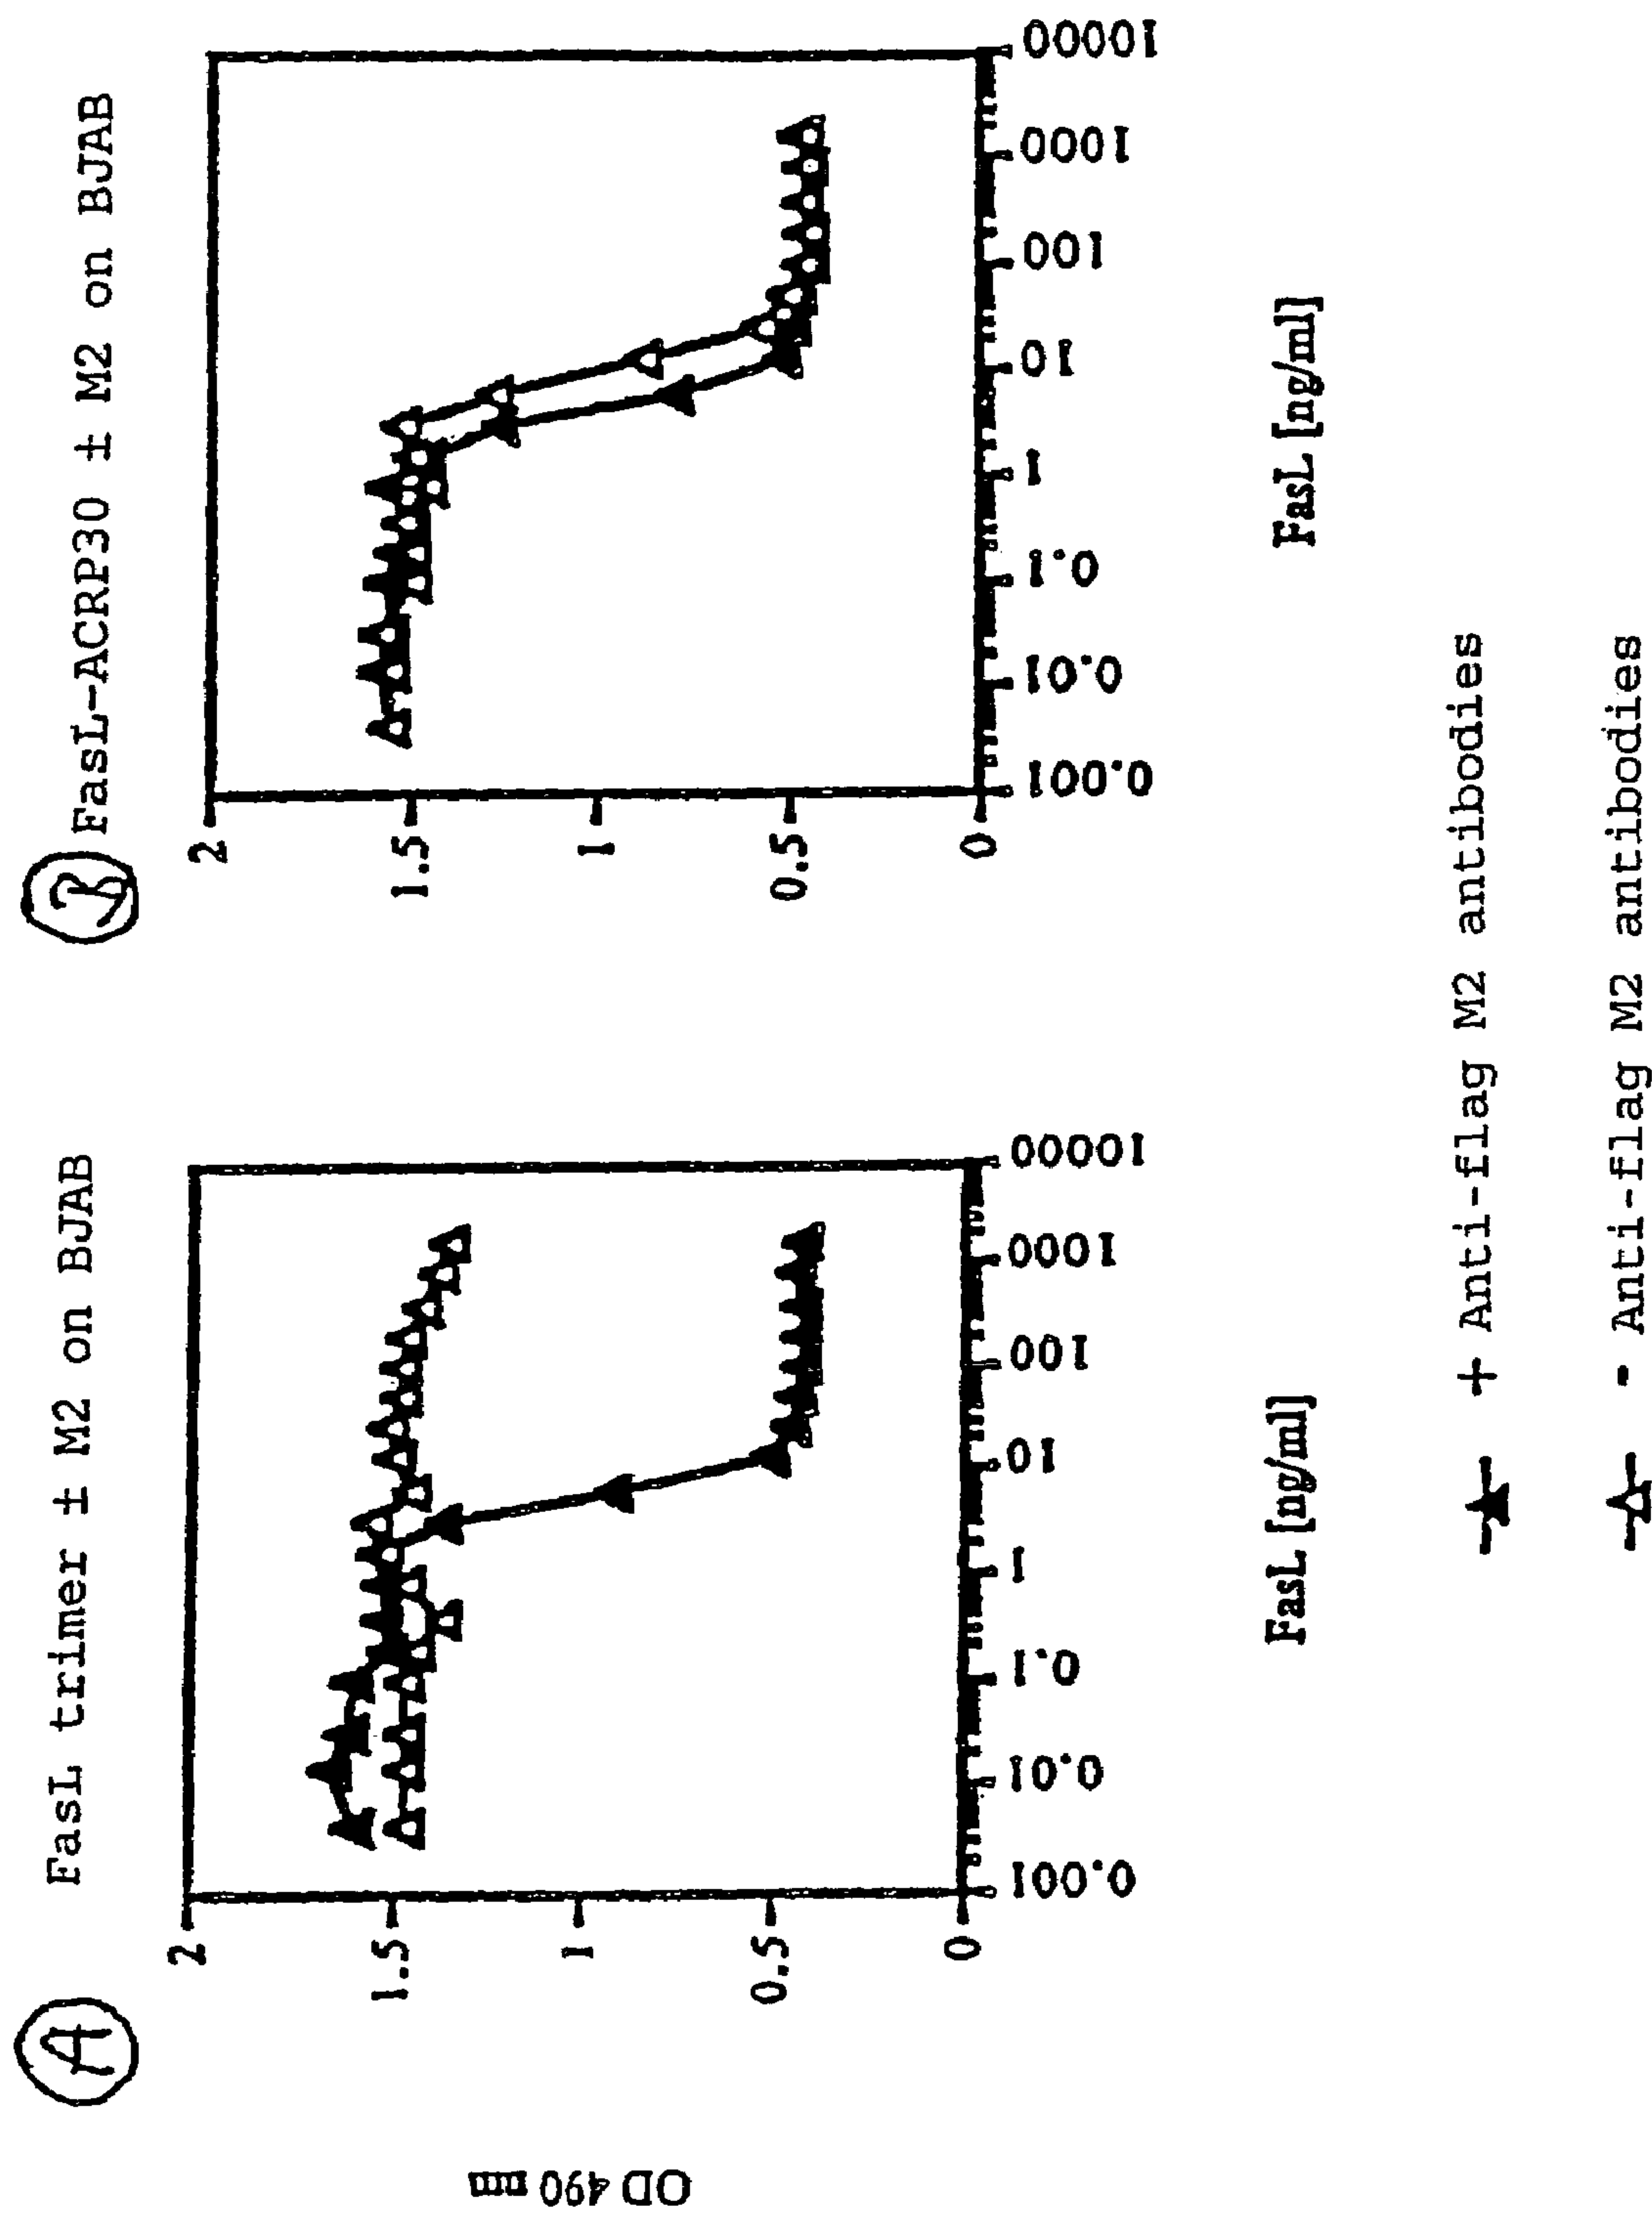 A
FasL trimer ± M2 on BJAB
OD 490 nm
2
1.5
1
0.5
0
0.001
0.01
0.1
1
10
100
1000
10000
FasL [ng/ml]
B
FasL-ACRP30 ± M2 on BJAB
2
1.5
1
0.5
0
0.001
0.01
0.1
1
10
100
1000
10000
FasL [ng/ml]
+ Anti-flag M2 antibodies
- Anti-flag M2 antibodies